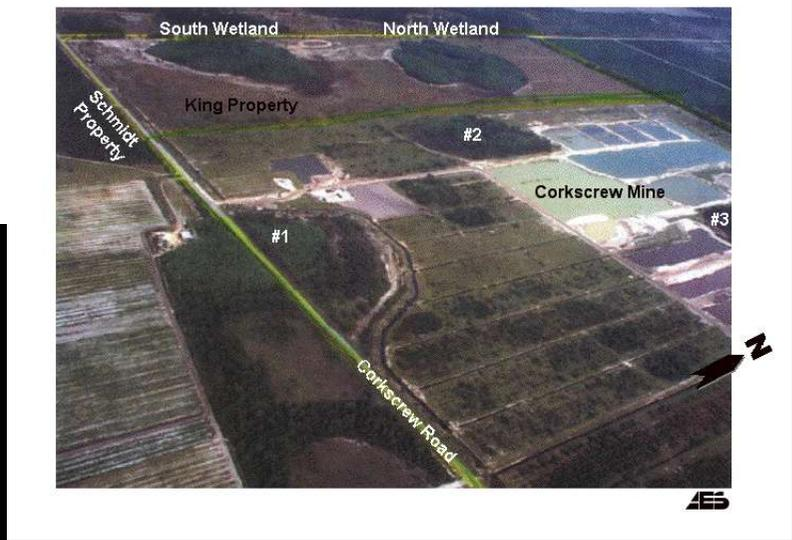 South Wetland
North Wetland
Schmidt
Property
King Property
#2
Corkscrew Mine
#3
#1
N
Corkscrew Road
AES